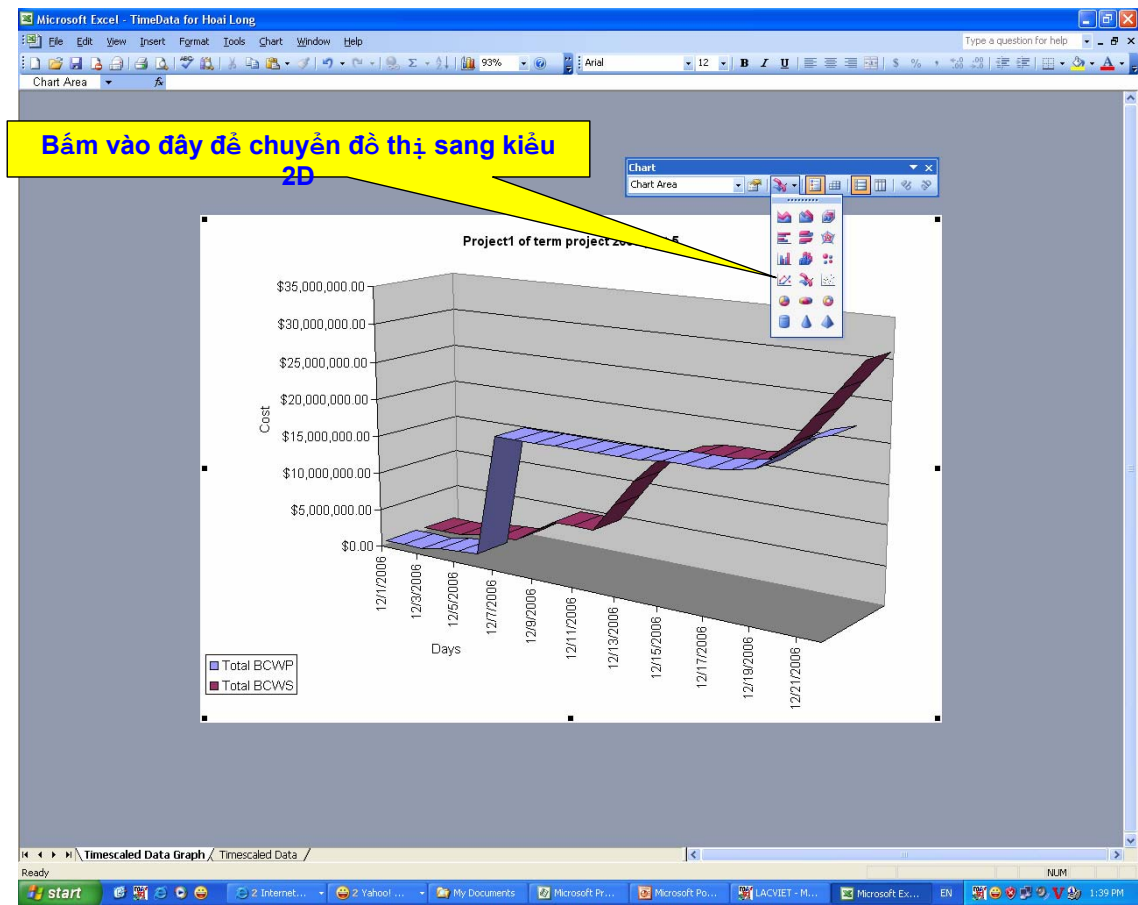 Microsoft Excel - TimeData for Hoai Long
File Edit View Insert Format Tools Chart Window Help
Type a question for help
93%
Arial
12
B I U
$ % ,
Chart Area
fx
Bấm vào đây để chuyển đồ thị sang kiểu
2D
Chart
Chart Area
Project1 of term project
$35,000,000.00
$30,000,000.00
$25,000,000.00
$20,000,000.00
$15,000,000.00
$10,000,000.00
$5,000,000.00
$0.00
Cost
12/1/2006
12/3/2006
12/5/2006
12/7/2006
12/9/2006
12/11/2006
12/13/2006
12/15/2006
12/17/2006
12/19/2006
12/21/2006
Days
Total BCWP
Total BCWS
Timescaled Data Graph
Timescaled Data
Ready
NUM
start
2 Internet...
2 Yahoo! ...
My Documents
Microsoft Pr...
Microsoft Po...
LACVIET - M...
Microsoft Ex...
EN
1:39 PM